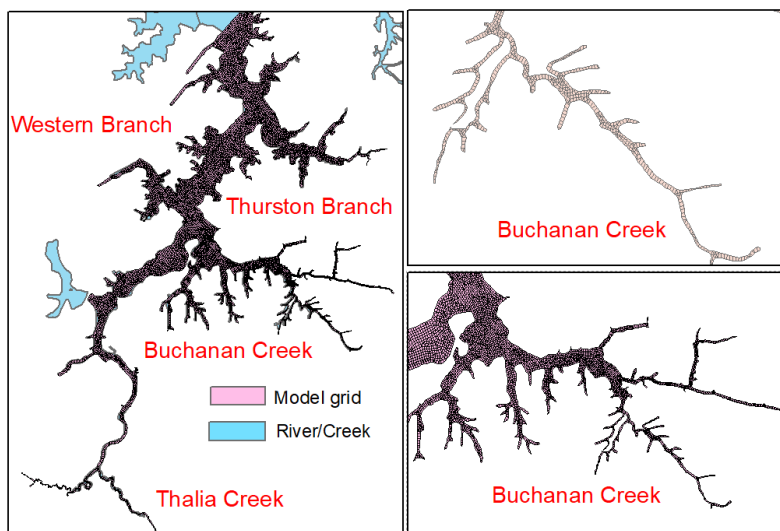 Western Branch
Thurston Branch
Buchanan Creek
Model grid
River/Creek
Thalia Creek
Buchanan Creek
Buchanan Creek